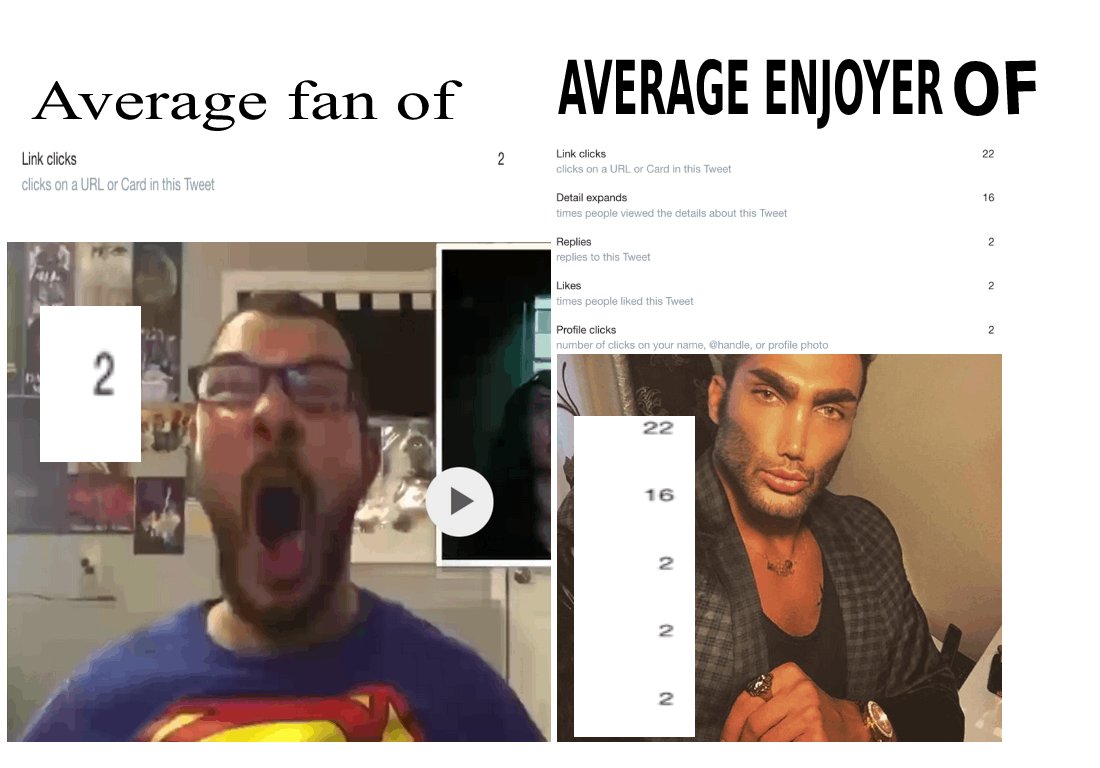 Average fan of
Link clicks 2
clicks on a URL or Card in this Tweet
2
AVERAGE ENJOYER OF
Link clicks 22
clicks on a URL or Card in this Tweet
Detail expands 16
times people viewed the details about this Tweet
Replies 2
replies to this Tweet
Likes 2
times people liked this Tweet
Profile clicks 2
number of clicks on your name, @handle, or profile photo
22
16
2
2
2